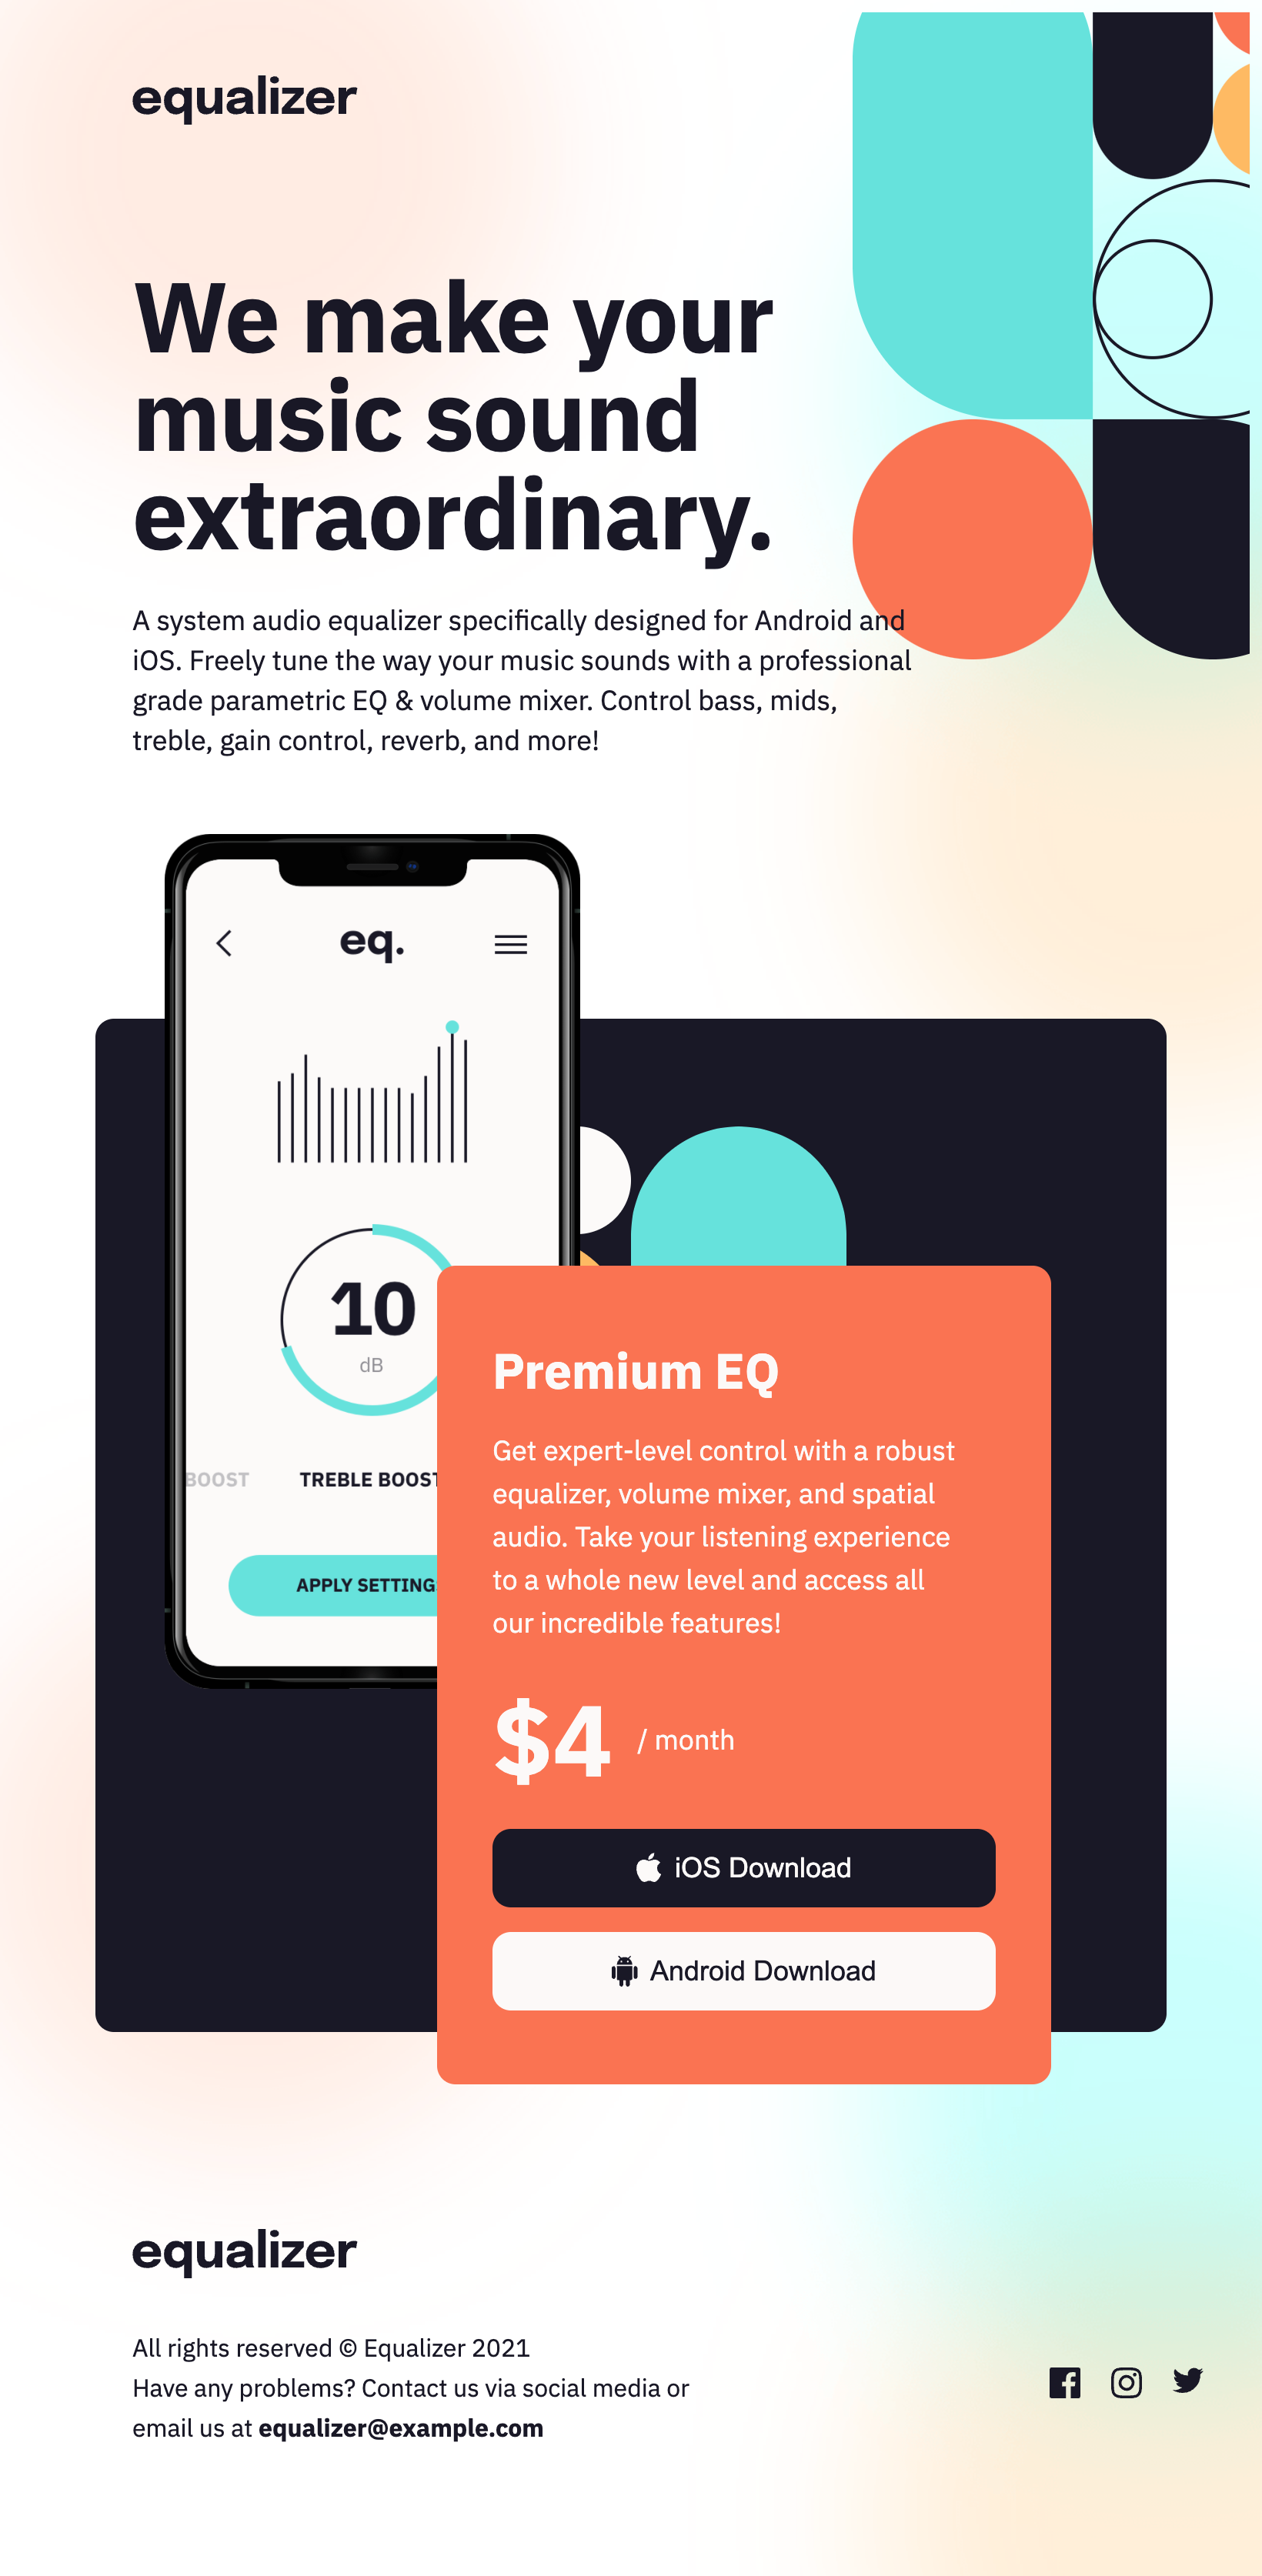 equalizer
We make your
music sound
extraordinary.
A system audio equalizer specifically designed for Android and
iOS. Freely tune the way your music sounds with a professional
grade parametric EQ & volume mixer. Control bass, mids,
treble, gain control, reverb, and more!
eq.
10
dB
BOOST
TREBLE BOOST
APPLY SETTING
Premium EQ
Get expert-level control with a robust
equalizer, volume mixer, and spatial
audio. Take your listening experience
to a whole new level and access all
our incredible features!
$4 / month
iOS Download
Android Download
equalizer
All rights reserved © Equalizer 2021
Have any problems? Contact us via social media or
email us at equalizer@example.com